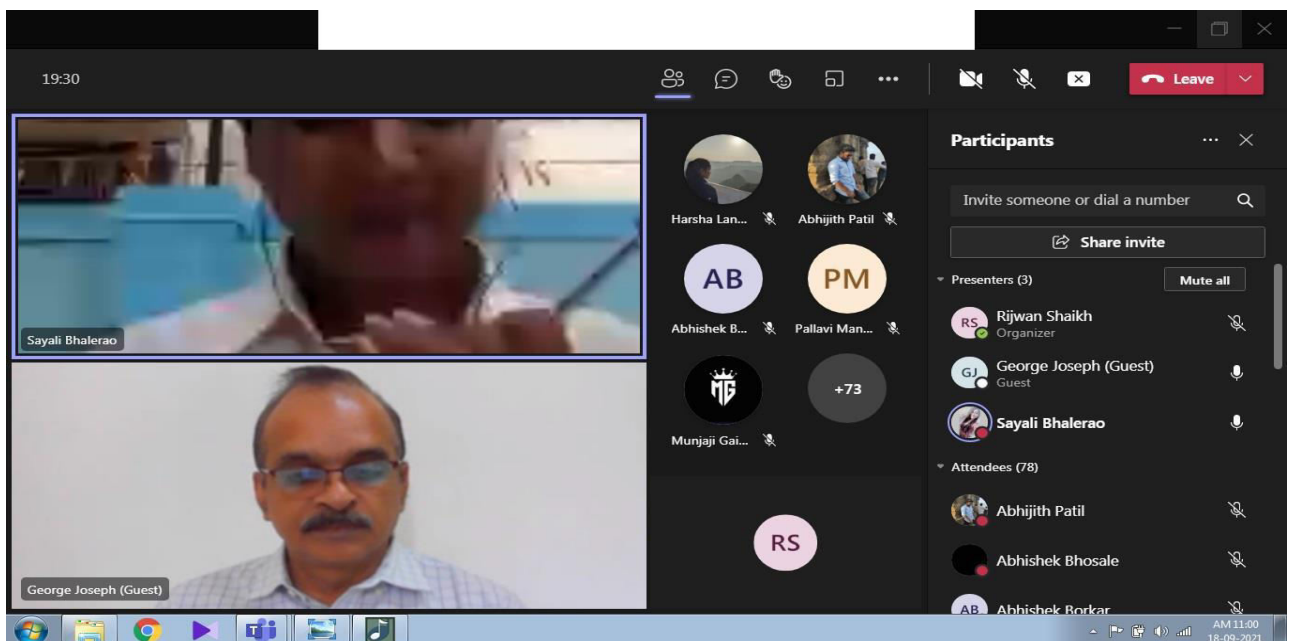 19:30
Leave
Sayali Bhalerao
George Joseph (Guest)
Harsha Lan...
Abhijith Patil
AB
PM
Abhishek B...
Pallavi Man...
MG
+73
Munjaji Gai...
RS
Participants
Invite someone or dial a number
Share invite
Presenters (3)
Mute all
RS
Rijwan Shaikh
Organizer
GJ
George Joseph (Guest)
Guest
Sayali Bhalerao
Attendees (78)
Abhijith Patil
Abhishek Bhosale
AB
Abhishek Borkar
AM 11:00
18-09-2021